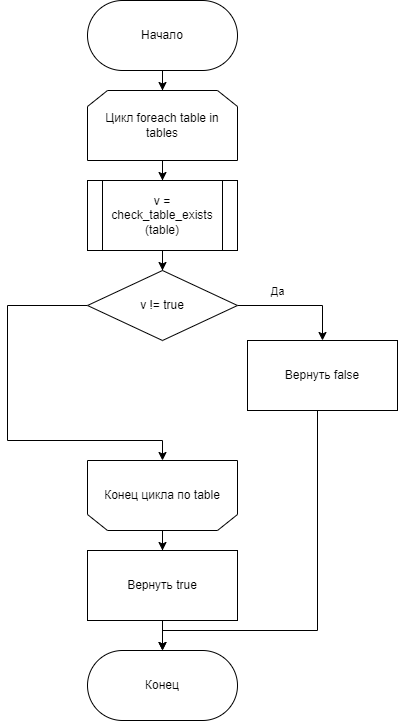 Начало
Цикл foreach table in
tables
v =
check_table_exists
(table)
v != true
Да
Вернуть false
Конец цикла по table
Вернуть true
Конец